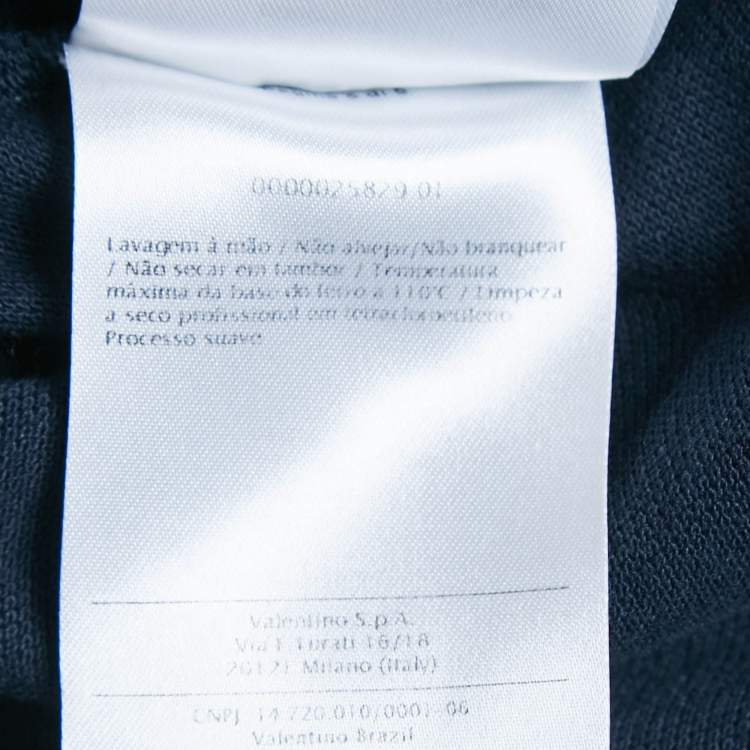 0000025829 01
Lavagem à mão / Não alvejar/Não branquear
/ Não secar em tambor / Temperatura
máxima da base do ferro a 110°C / Limpeza
a seco profissional em tetracloroetileno
Processo suave
Valentino S.p.A.
Via F. Turati 16/18
20121 Milano (Italy)
CNPJ 14.720.010/0001-06
Valentino Brazil